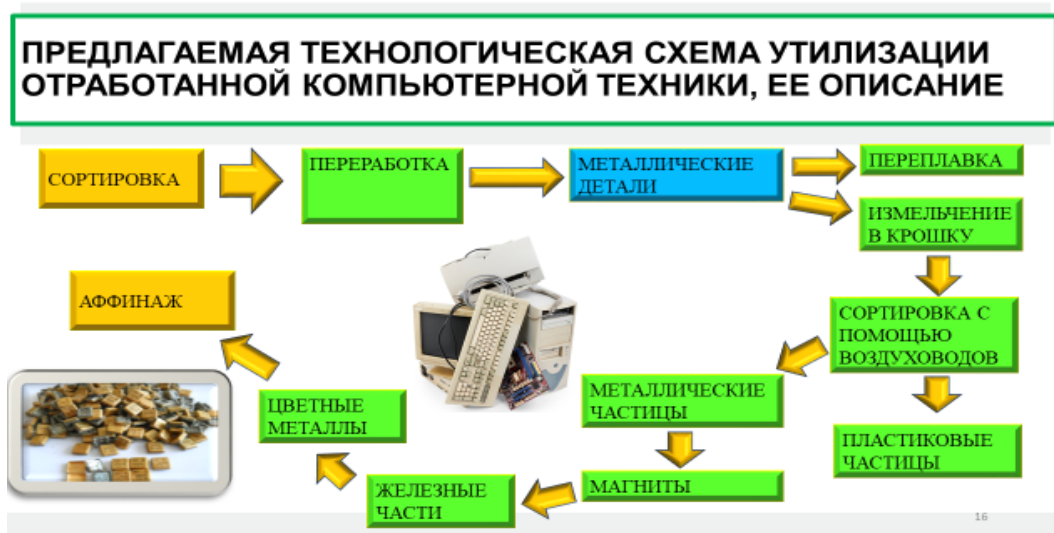 ПРЕДЛАГАЕМАЯ ТЕХНОЛОГИЧЕСКАЯ СХЕМА УТИЛИЗАЦИИ
ОТРАБОТАННОЙ КОМПЬЮТЕРНОЙ ТЕХНИКИ, ЕЕ ОПИСАНИЕ
СОРТИРОВКА
ПЕРЕРАБОТКА
МЕТАЛЛИЧЕСКИЕ
ДЕТАЛИ
ПЕРЕПЛАВКА
ИЗМЕЛЬЧЕНИЕ
В КРОШКУ
СОРТИРОВКА С
ПОМОЩЬЮ
ВОЗДУХОВОДОВ
ПЛАСТИКОВЫЕ
ЧАСТИЦЫ
МЕТАЛЛИЧЕСКИЕ
ЧАСТИЦЫ
МАГНИТЫ
ЖЕЛЕЗНЫЕ
ЧАСТИ
ЦВЕТНЫЕ
МЕТАЛЛЫ
АФФИНАЖ
16